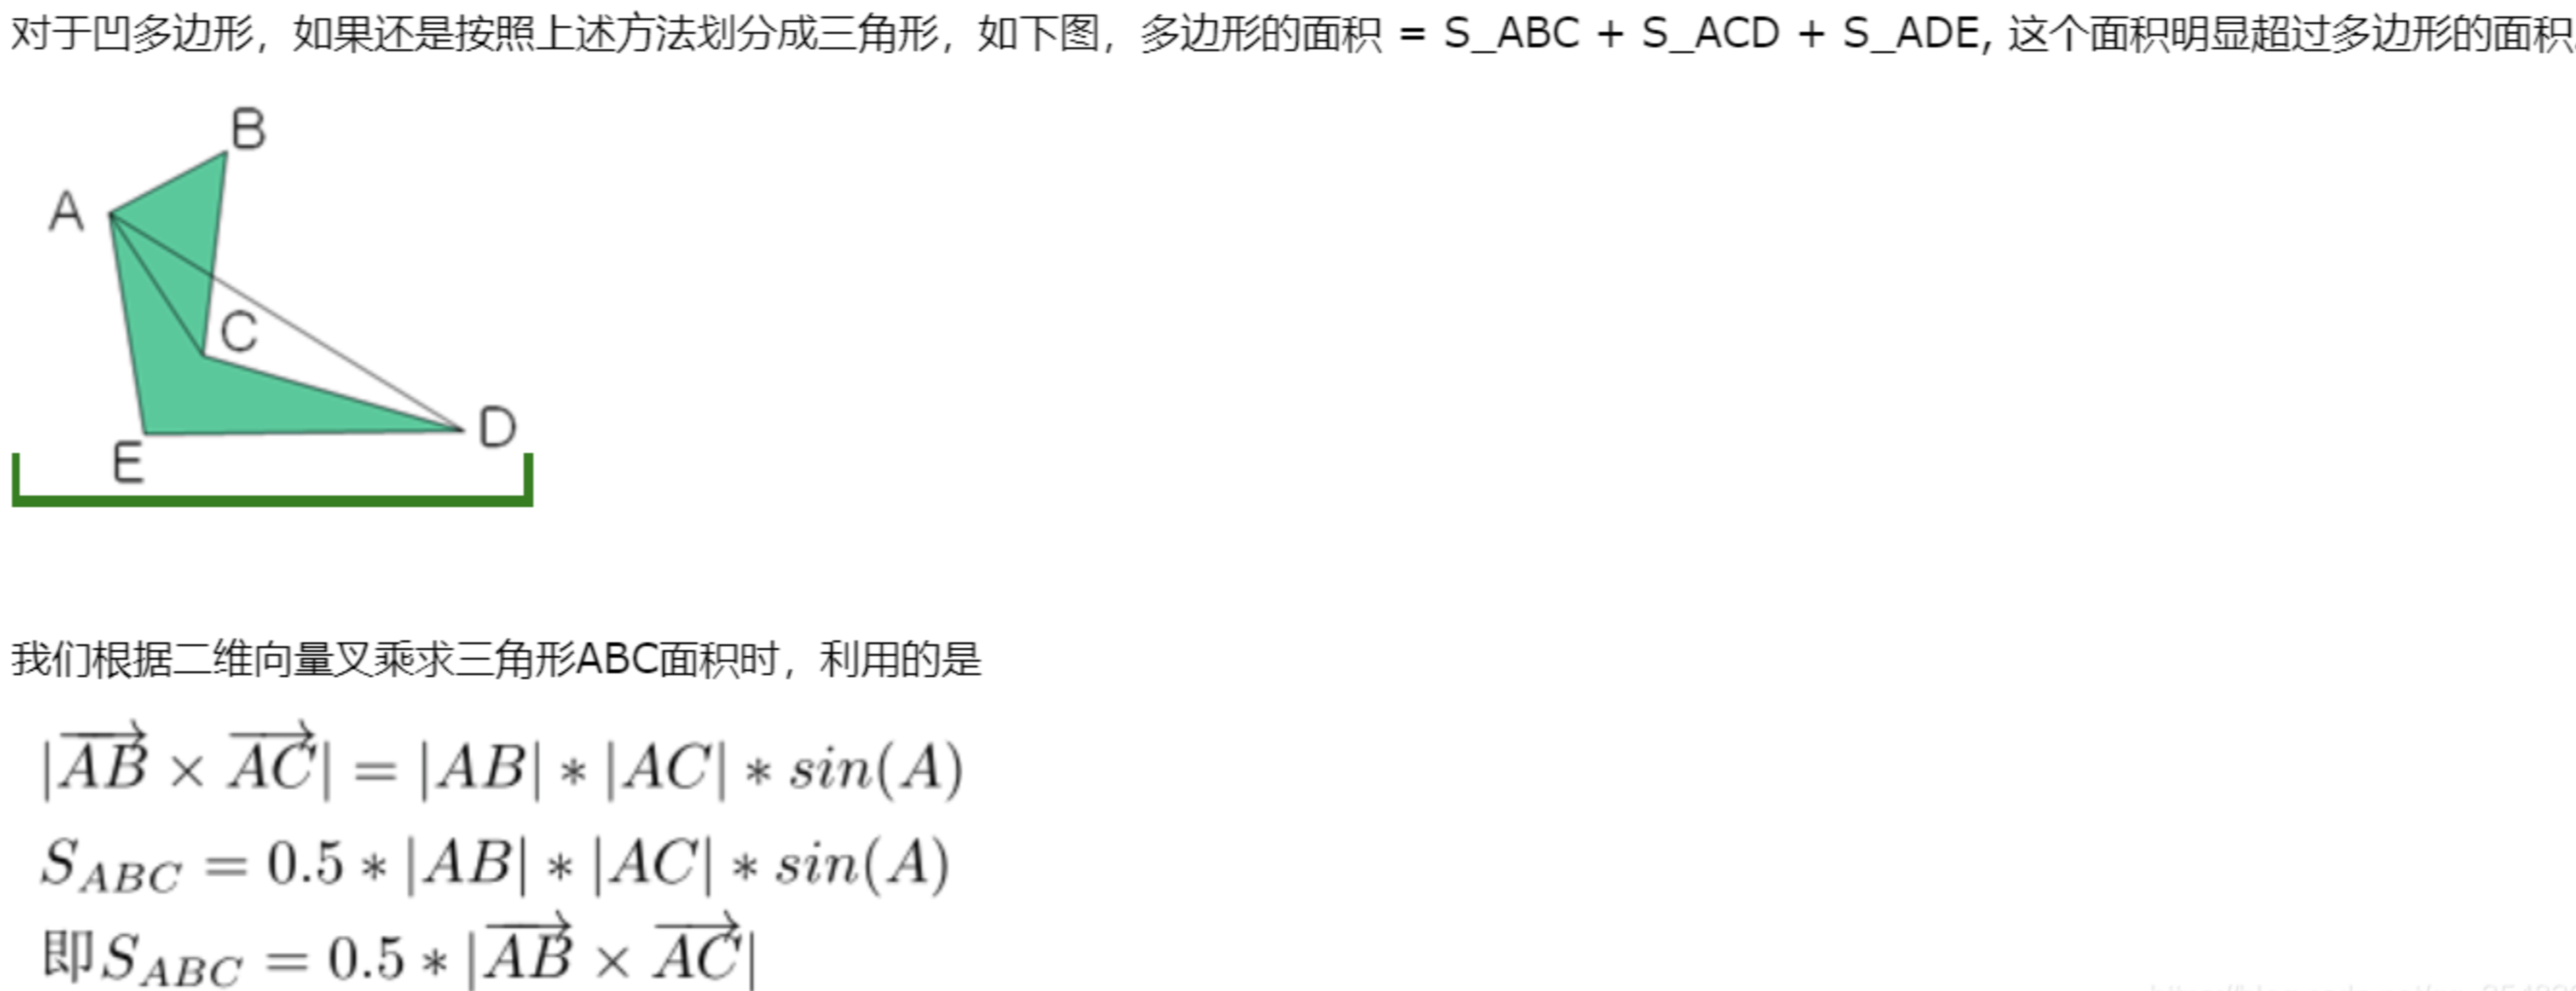 对于凹多边形，如果还是按照上述方法划分成三角形，如下图，多边形的面积 = S_ABC + S_ACD + S_ADE, 这个面积明显超过多边形的面积
B
A
C
D
E
我们根据二维向量叉乘求三角形ABC面积时，利用的是
|\overrightarrow{AB} × \overrightarrow{AC}| = |AB| * |AC| * sin(A)
S_{ABC} = 0.5 * |AB| * |AC| * sin(A)
即S_{ABC} = 0.5 * |\overrightarrow{AB} × \overrightarrow{AC}|